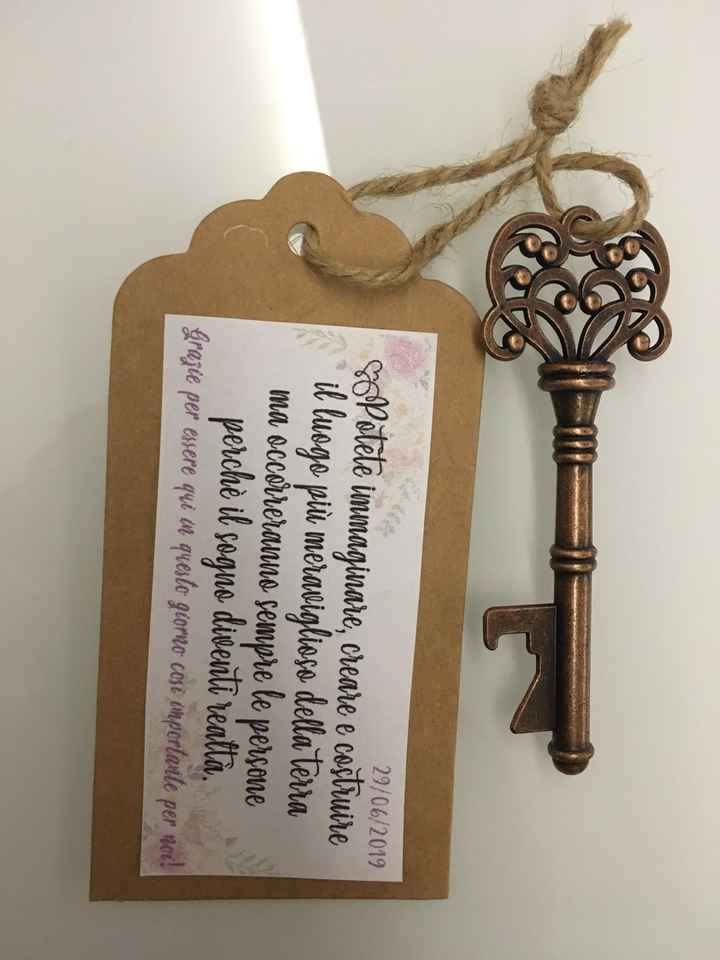 29/06/2019
Potete immaginare, creare e costruire
il luogo più meraviglioso della terra
ma occorreranno sempre le persone
perchè il sogno diventi realtà.
Grazie per essere qui in questo giorno così importante per noi!